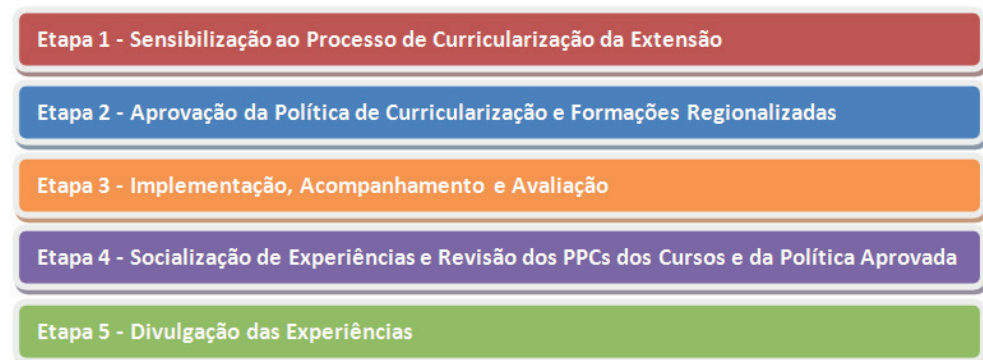 Etapa 1 - Sensibilização ao Processo de Curricularização da Extensão
Etapa 2 - Aprovação da Política de Curricularização e Formações Regionalizadas
Etapa 3 - Implementação, Acompanhamento e Avaliação
Etapa 4 - Socialização de Experiências e Revisão dos PPCs dos Cursos e da Política Aprovada
Etapa 5 - Divulgação das Experiências